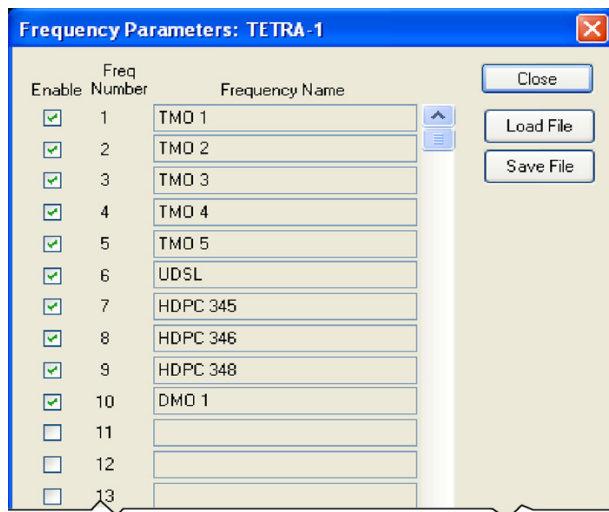 Frequency Parameters: TETRA-1
Freq
Enable Number Frequency Name
Close
1 TMO 1
Load File
2 TMO 2
Save File
3 TMO 3
4 TMO 4
5 TMO 5
6 UDSL
7 HDPC 345
8 HDPC 346
9 HDPC 348
10 DMO 1
11
12
13